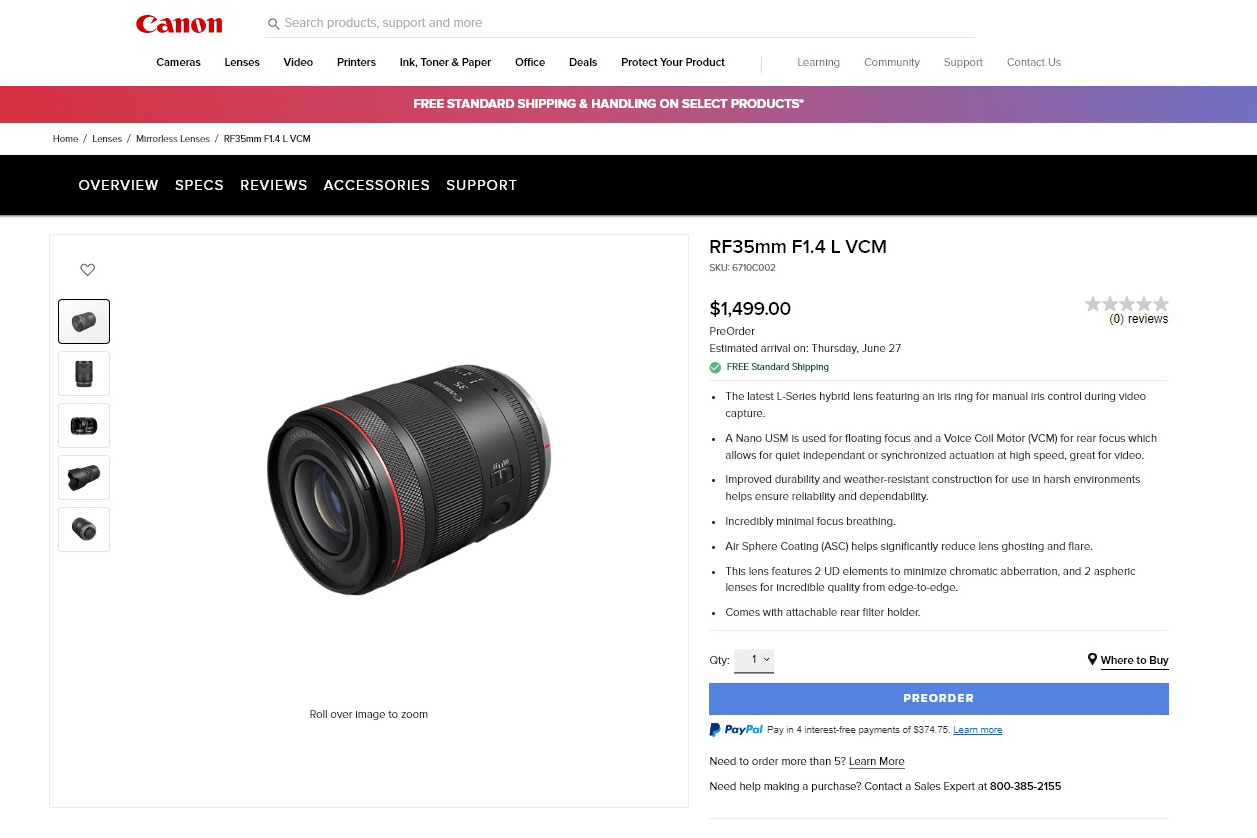 Canon
Search products, support and more
Cameras Lenses Video Printers Ink, Toner & Paper Office Deals Protect Your Product Learning Community Support Contact Us
FREE STANDARD SHIPPING & HANDLING ON SELECT PRODUCTS*
Home / Lenses / Mirrorless Lenses / RF35mm F1.4 L VCM
OVERVIEW SPECS REVIEWS ACCESSORIES SUPPORT
RF35mm F1.4 L VCM
SKU: 6710C002
$1,499.00
(0) reviews
PreOrder
Estimated arrival on: Thursday, June 27
FREE Standard Shipping
• The latest L-Series hybrid lens featuring an iris ring for manual iris control during video
capture.
• A Nano USM is used for floating focus and a Voice Coil Motor (VCM) for rear focus which
allows for quiet independant or synchronized actuation at high speed, great for video.
• Improved durability and weather-resistant construction for use in harsh environments
helps ensure reliability and dependability.
• Incredibly minimal focus breathing.
• Air Sphere Coating (ASC) helps significantly reduce lens ghosting and flare.
• This lens features 2 UD elements to minimize chromatic abberration, and 2 aspheric
lenses for incredible quality from edge-to-edge.
• Comes with attachable rear filter holder.
Canon
35
Roll over image to zoom
Qty: 1
Where to Buy
PREORDER
PayPal Pay in 4 interest-free payments of $374.75. Learn more
Need to order more than 5? Learn More
Need help making a purchase? Contact a Sales Expert at 800-385-2155